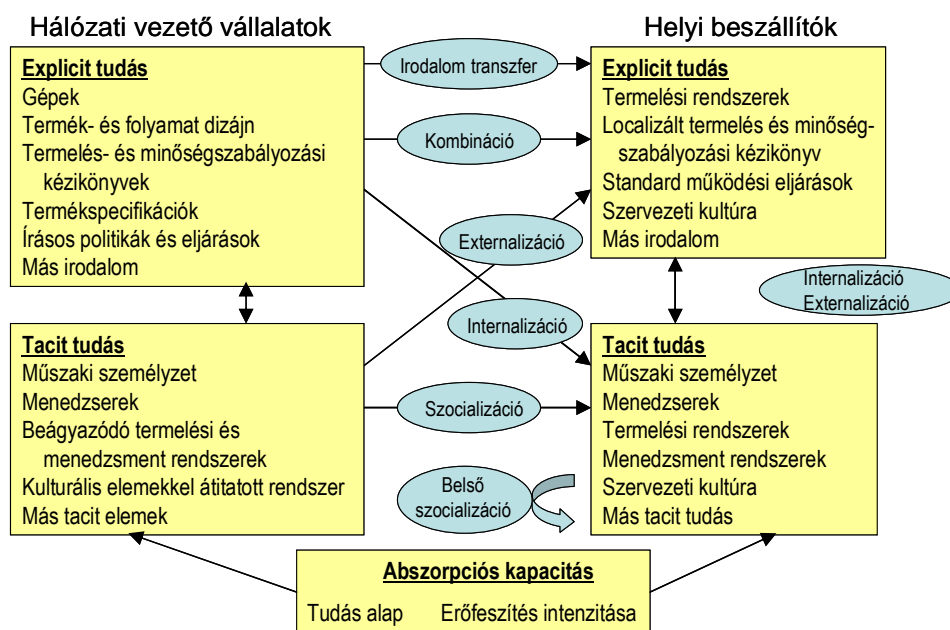 Hálózati vezető vállalatok
Explicit tudás
Gépek
Termék- és folyamat dizájn
Termelés- és minőségszabályozási
kézikönyvek
Termékspecifikációk
Írásos politikák és eljárások
Más irodalom
Tacit tudás
Műszaki személyzet
Menedzserek
Beágyazódó termelési és
menedzsment rendszerek
Kulturális elemekkel átitatott rendszer
Más tacit elemek
Irodalom transzfer
Kombináció
Externalizáció
Internalizáció
Szocializáció
Belső
szocializáció
Helyi beszállítók
Explicit tudás
Termelési rendszerek
Localizált termelés és minőség-
szabályozási kézikönyv
Standard működési eljárások
Szervezeti kultúra
Más irodalom
Internalizáció
Externalizáció
Tacit tudás
Műszaki személyzet
Menedzserek
Termelési rendszerek
Menedzsment rendszerek
Szervezeti kultúra
Más tacit tudás
Abszorpciós kapacitás
Tudás alap Erőfeszítés intenzitása